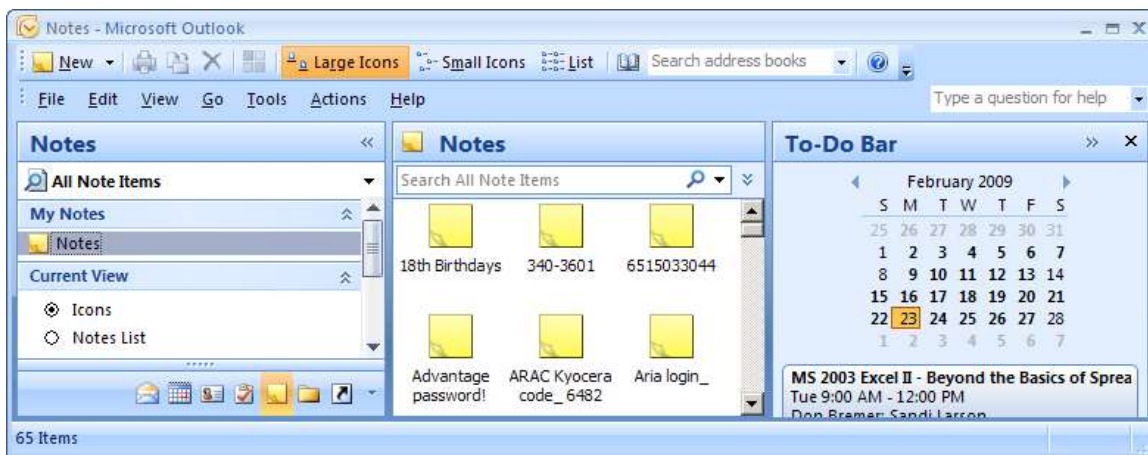 Notes - Microsoft Outlook
New Large Icons Small Icons List Search address books
File Edit View Go Tools Actions Help Type a question for help
Notes
All Note Items
My Notes
Notes
Current View
Icons
Notes List
Notes
Search All Note Items
18th Birthdays 340-3601 6515033044
Advantage password! ARAC Kyocera code_ 6482 Aria login_
To-Do Bar
February 2009
S M T W T F S
25 26 27 28 29 30 31
1 2 3 4 5 6 7
8 9 10 11 12 13 14
15 16 17 18 19 20 21
22 23 24 25 26 27 28
1 2 3 4 5 6 7
MS 2003 Excel II - Beyond the Basics of Sprea
Tue 9:00 AM - 12:00 PM
Don Bremer; Sandi Larson
65 Items